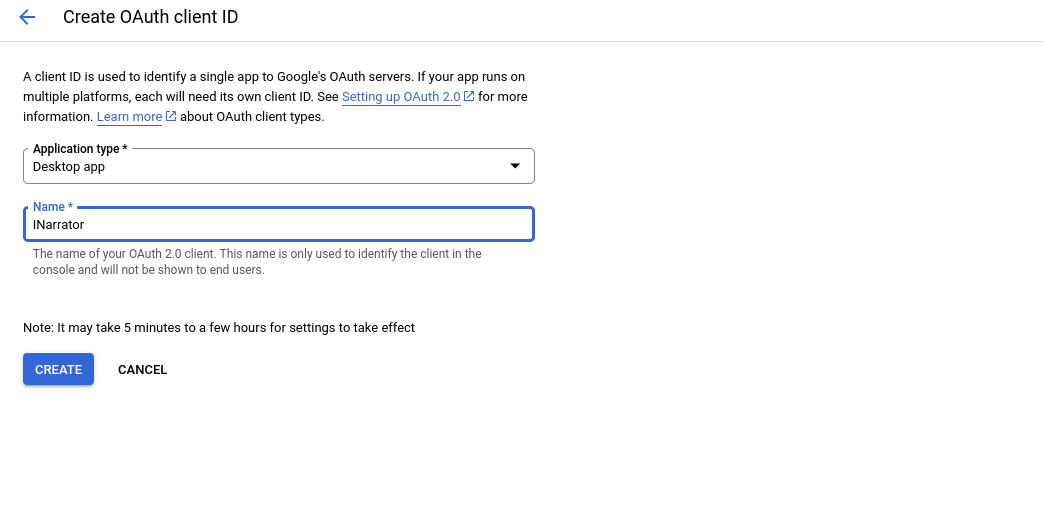 Create OAuth client ID
A client ID is used to identify a single app to Google's OAuth servers. If your app runs on
multiple platforms, each will need its own client ID. See Setting up OAuth 2.0 for more
information. Learn more about OAuth client types.
Application type *
Desktop app
Name *
INarrator
The name of your OAuth 2.0 client. This name is only used to identify the client in the
console and will not be shown to end users.
Note: It may take 5 minutes to a few hours for settings to take effect
CREATE CANCEL